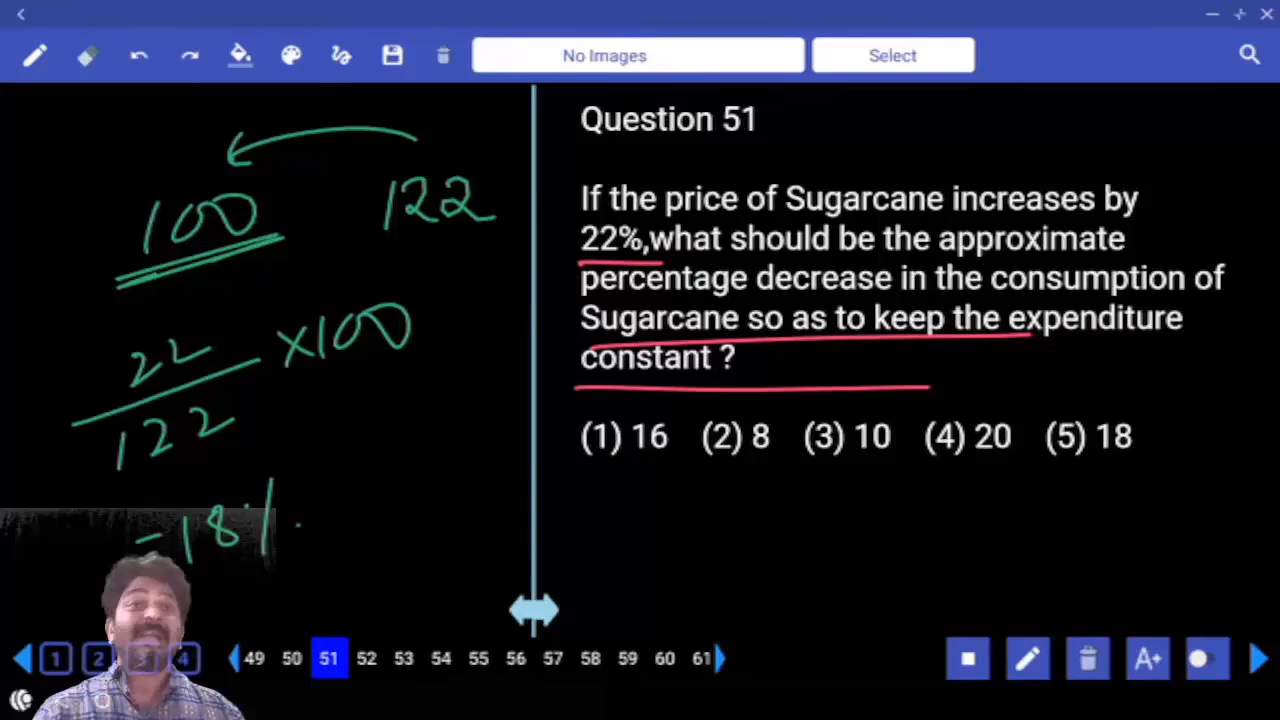 No Images Select
100 122
22/122 ×100
=18%.
Question 51
If the price of Sugarcane increases by
22%,what should be the approximate
percentage decrease in the consumption of
Sugarcane so as to keep the expenditure
constant ?
(1) 16 (2) 8 (3) 10 (4) 20 (5) 18
1 2 3 4 49 50 51 52 53 54 55 56 57 58 59 60 61 A+